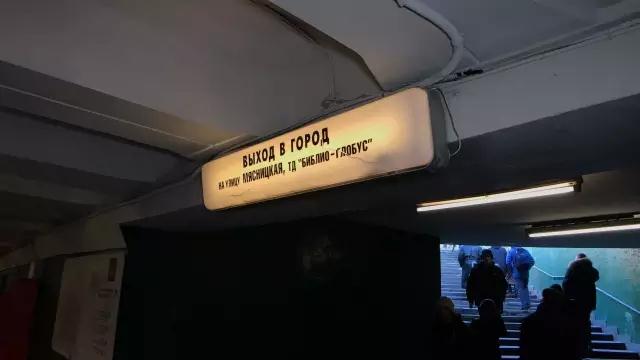 ВЫХОД В ГОРОД
НА УЛИЦУ МЯСНИЦКАЯ, ТД "БИБЛИО-ГЛОБУС"